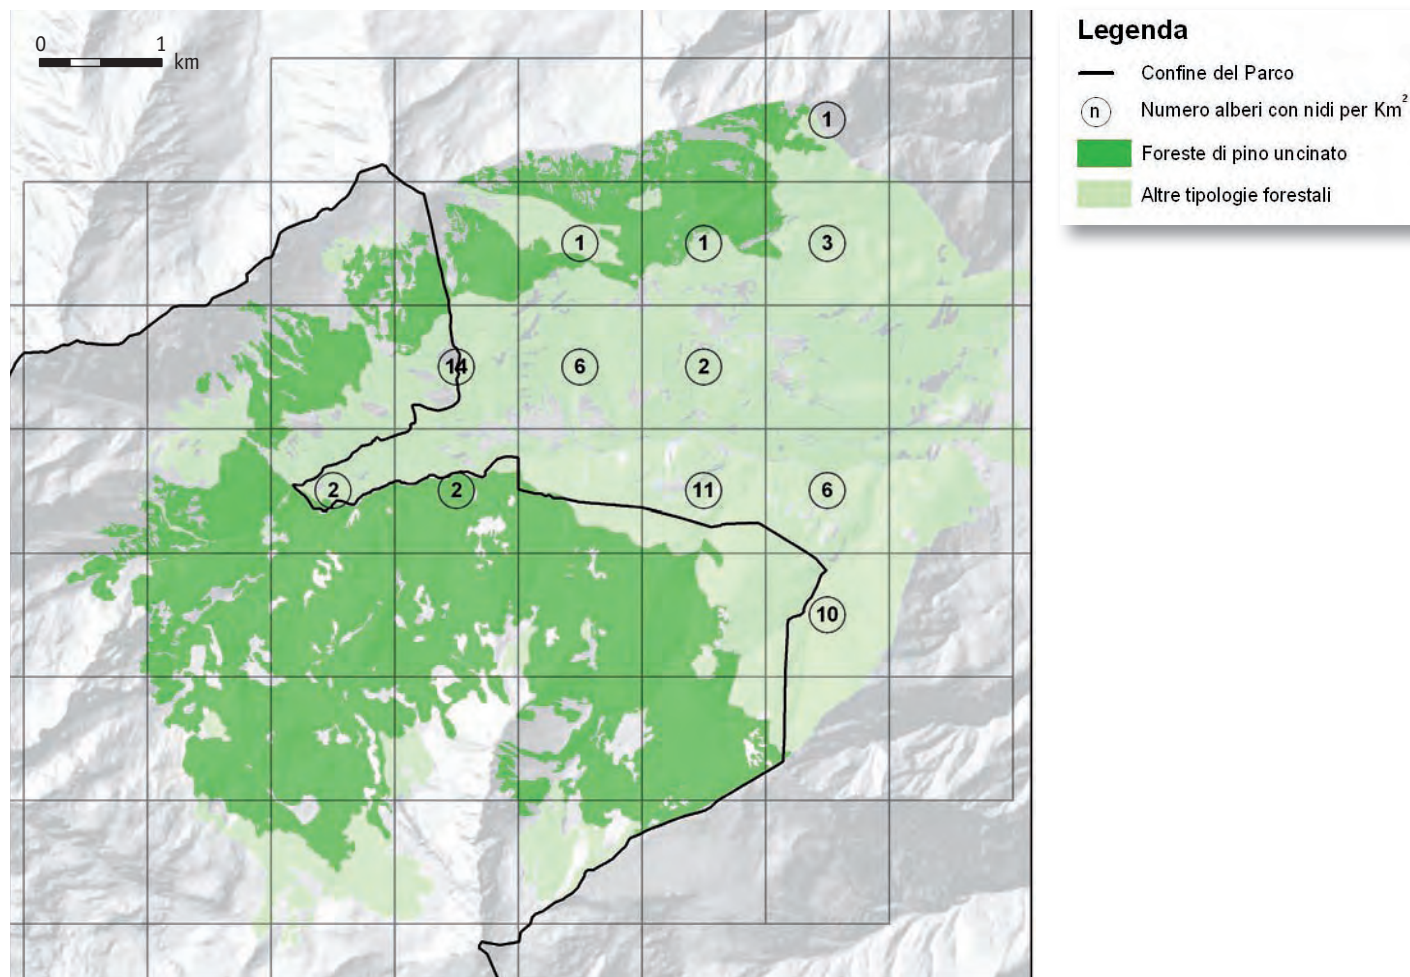 0 1
km
Legenda
Confine del Parco
n Numero alberi con nidi per Km²
Foreste di pino uncinato
Altre tipologie forestali
1
1 1 3
14 6 2
2 2 11 6
10